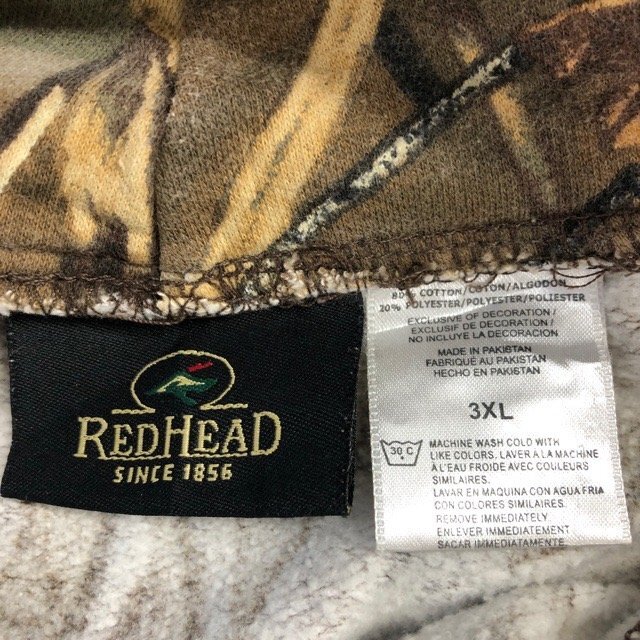 REDHEAD
SINCE 1856
80% COTTON/COTON/ALGODON
20% POLYESTER/POLYESTER/POLIESTER
EXCLUSIVE OF DECORATION/
EXCLUSIF DE DECORATION/
NO INCLUYE LA DECORACION
MADE IN PAKISTAN
FABRIQUÉ AU PAKISTAN
HECHO EN PAKISTAN
3XL
30 C
MACHINE WASH COLD WITH
LIKE COLORS. LAVER A LA MACHINE
A L'EAU FROIDE AVEC COULEURS
SIMILAIRES.
LAVAR EN MAQUINA CON AGUA FRIA
CON COLORES SIMILARES.
REMOVE IMMEDIATELY
ENLEVER IMMEDIATEMENT
SACAR IMMEDIATAMENTE